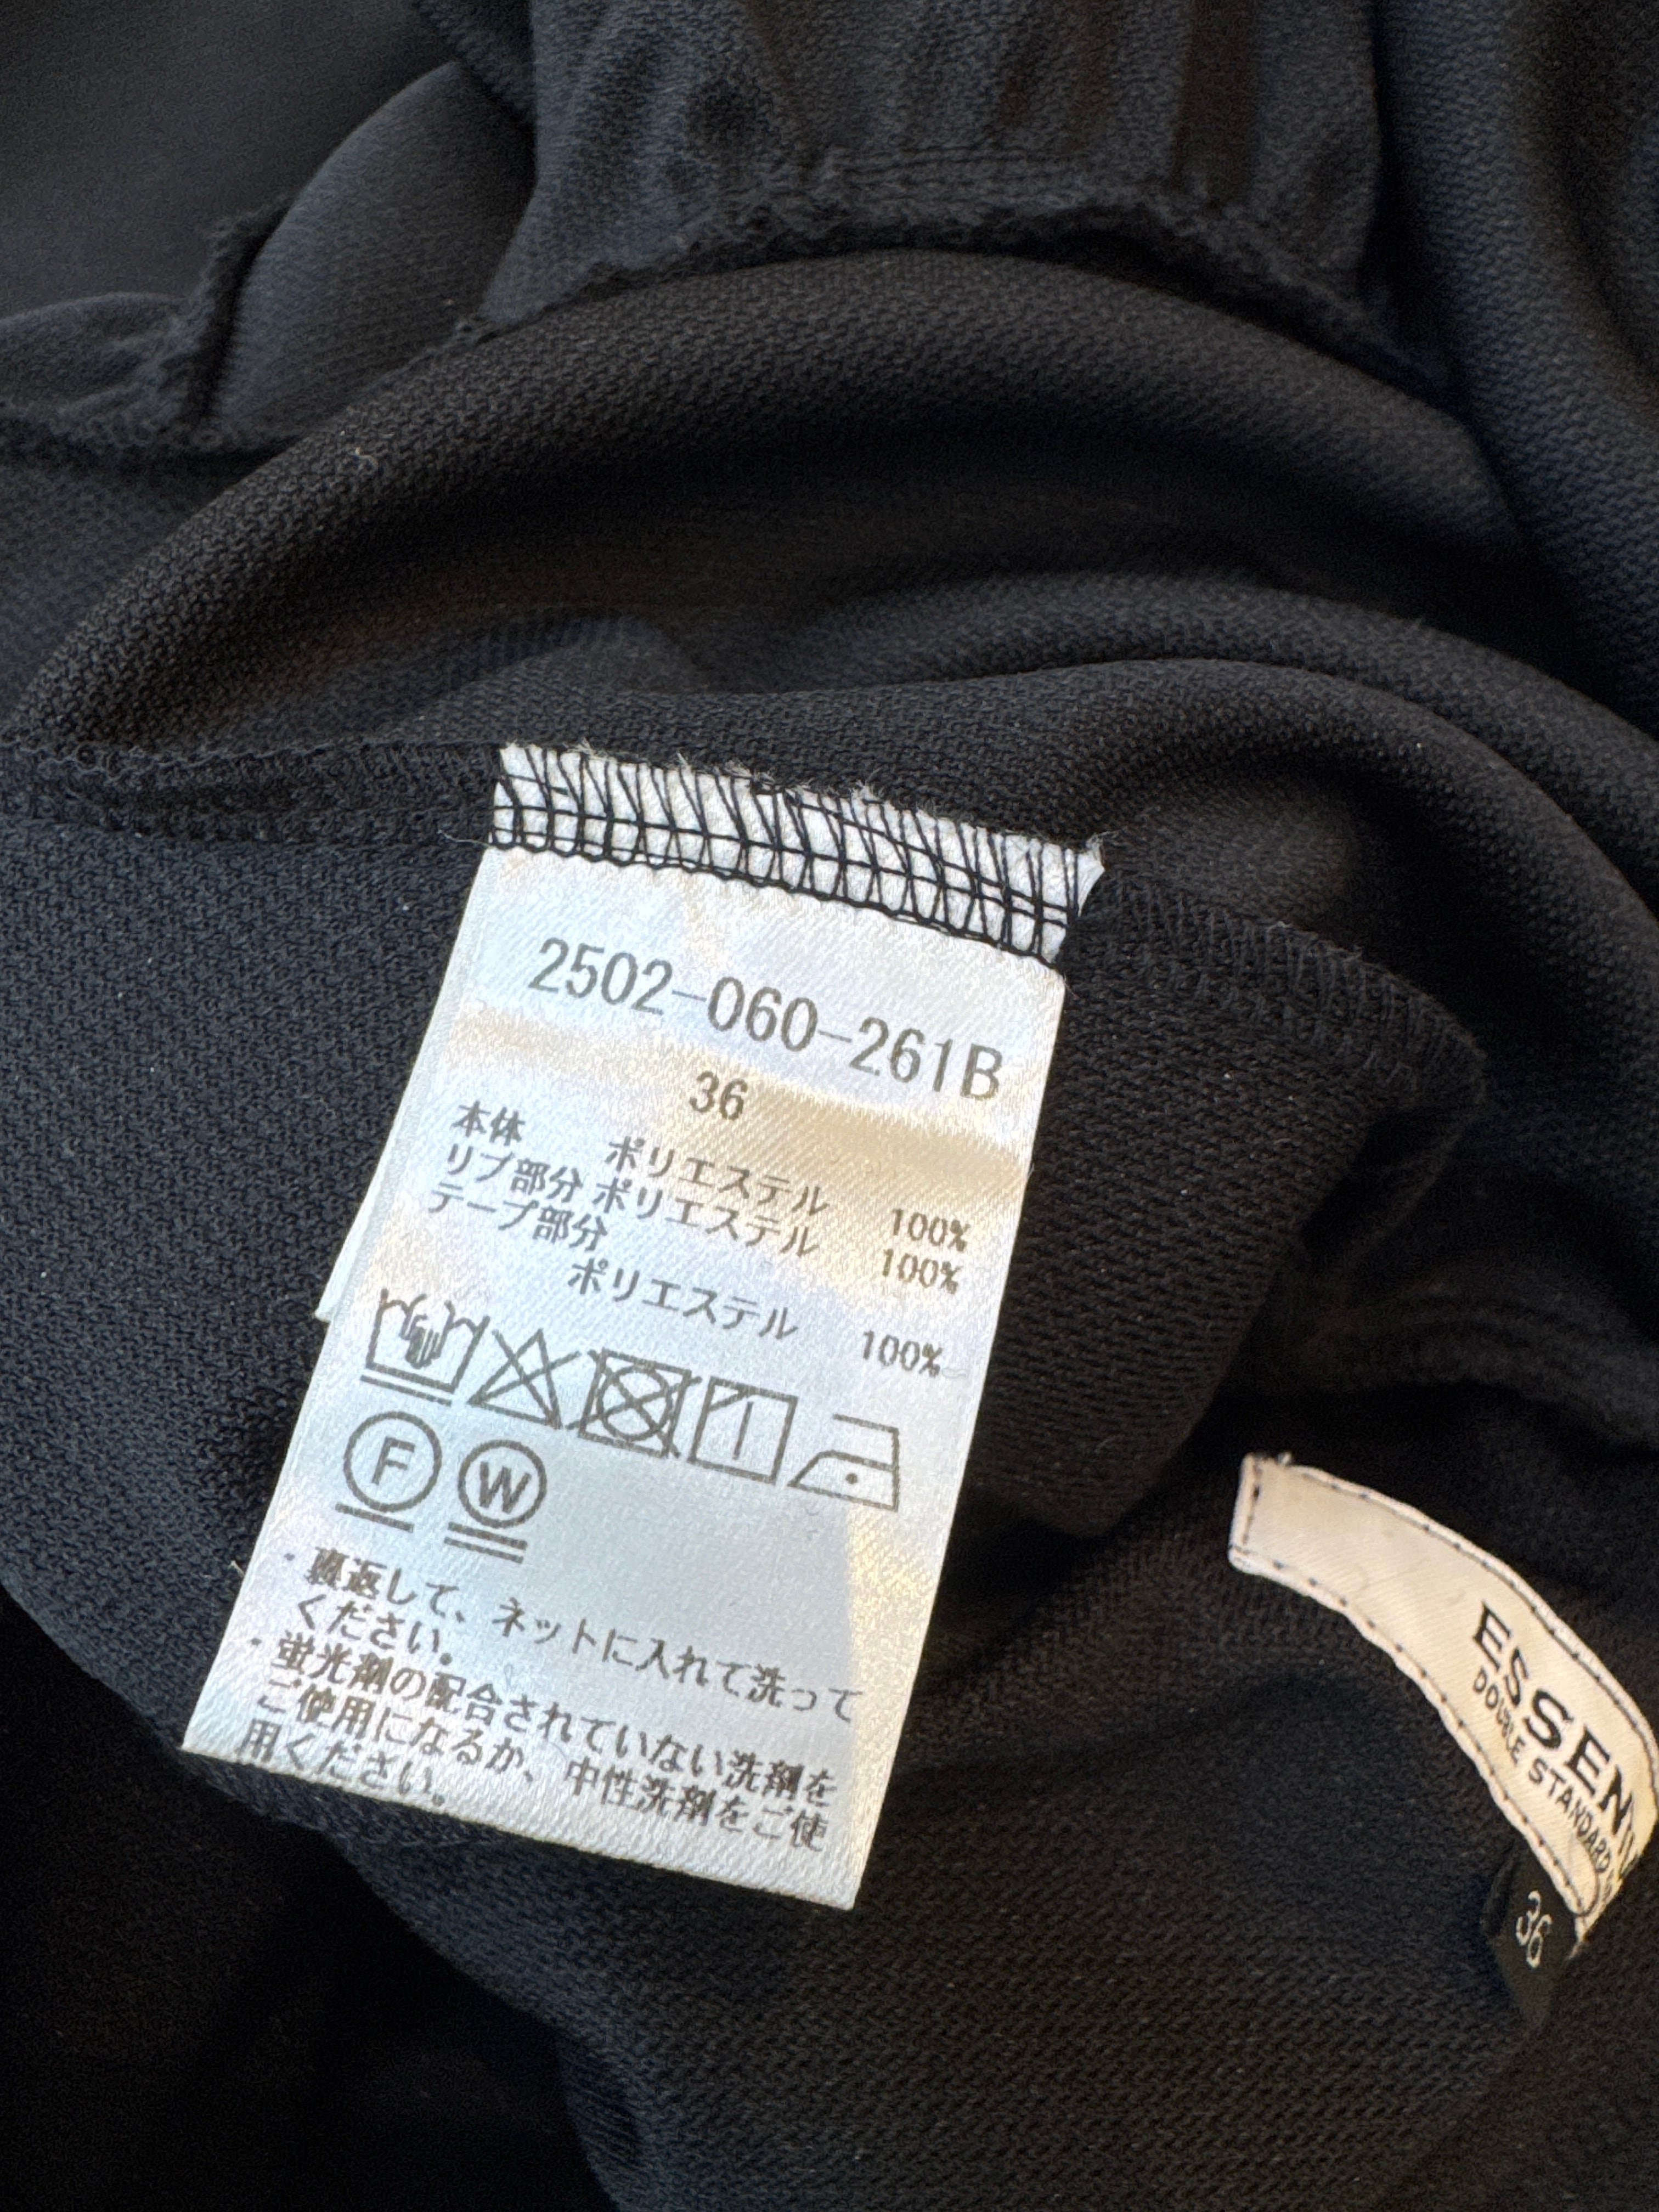 2502-060-261B
36
本体 ポリエステル 100%
リブ部分 ポリエステル 100%
テープ部分
ポリエステル 100%
F W
・裏返して、ネットに入れて洗って
ください。
・蛍光剤の配合されていない洗剤を
ご使用になるか、中性洗剤をご使
用ください。
ESSEN
DOUBLE STANDARD
36